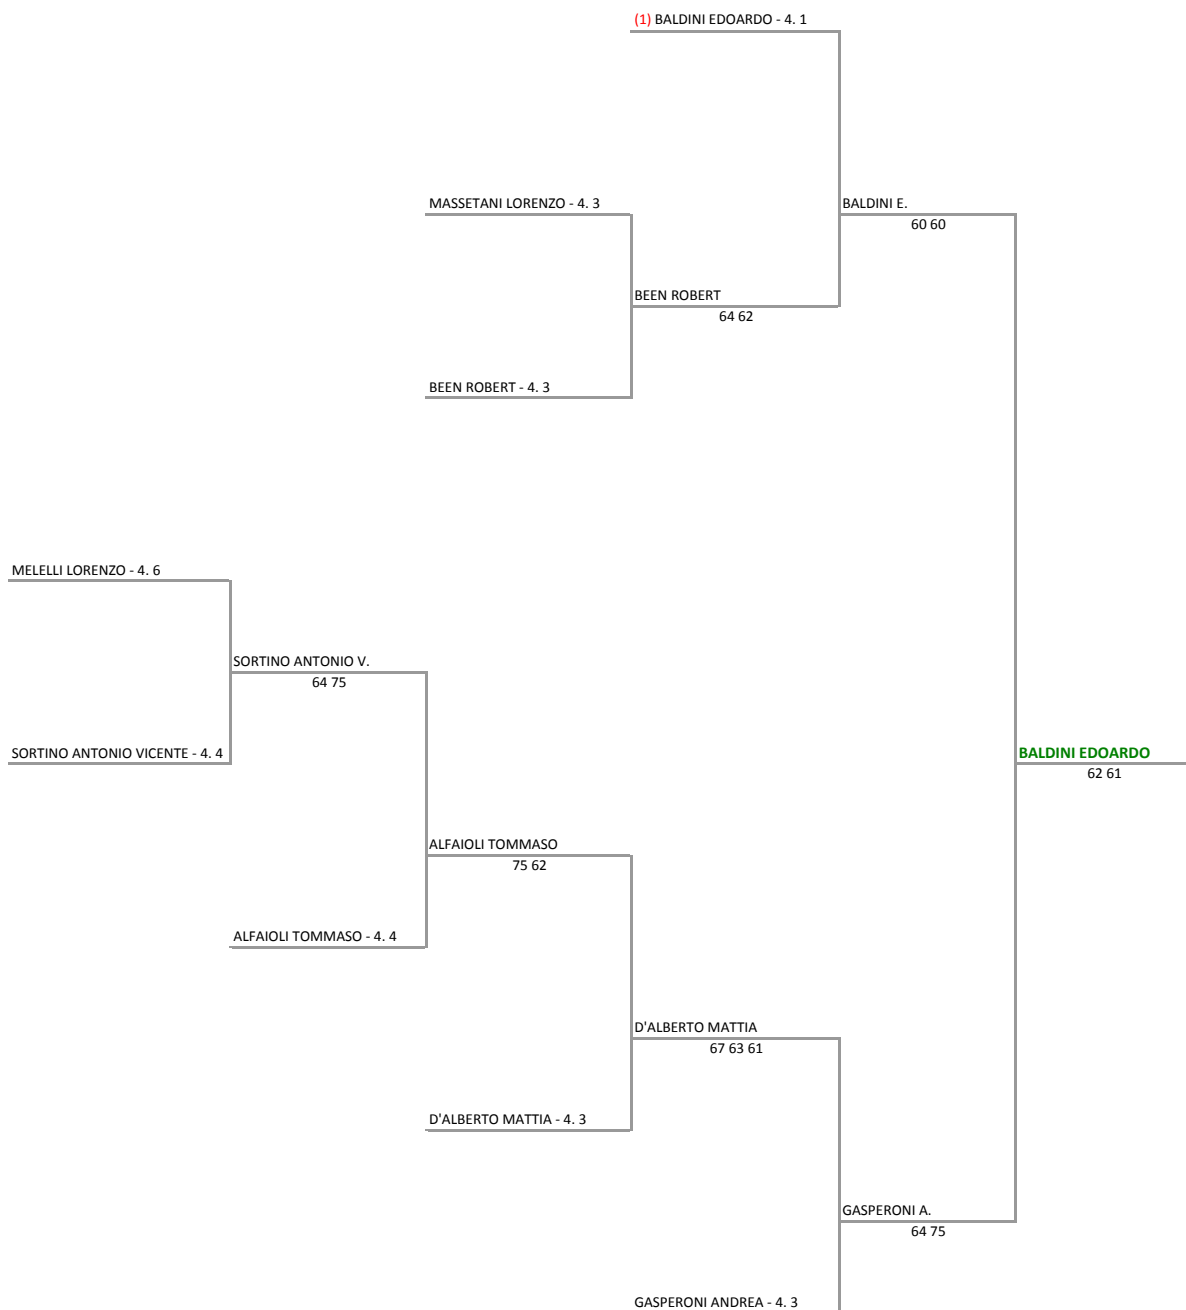 (1) BALDINI EDOARDO - 4. 1
MASSETANI LORENZO - 4. 3
BALDINI E.
60 60
BEEN ROBERT
64 62
BEEN ROBERT - 4. 3
MELELLI LORENZO - 4. 6
SORTINO ANTONIO V.
64 75
SORTINO ANTONIO VICENTE - 4. 4
BALDINI EDOARDO
62 61
ALFAIOLI TOMMASO
75 62
ALFAIOLI TOMMASO - 4. 4
D'ALBERTO MATTIA
67 63 61
D'ALBERTO MATTIA - 4. 3
GASPERONI A.
64 75
GASPERONI ANDREA - 4. 3